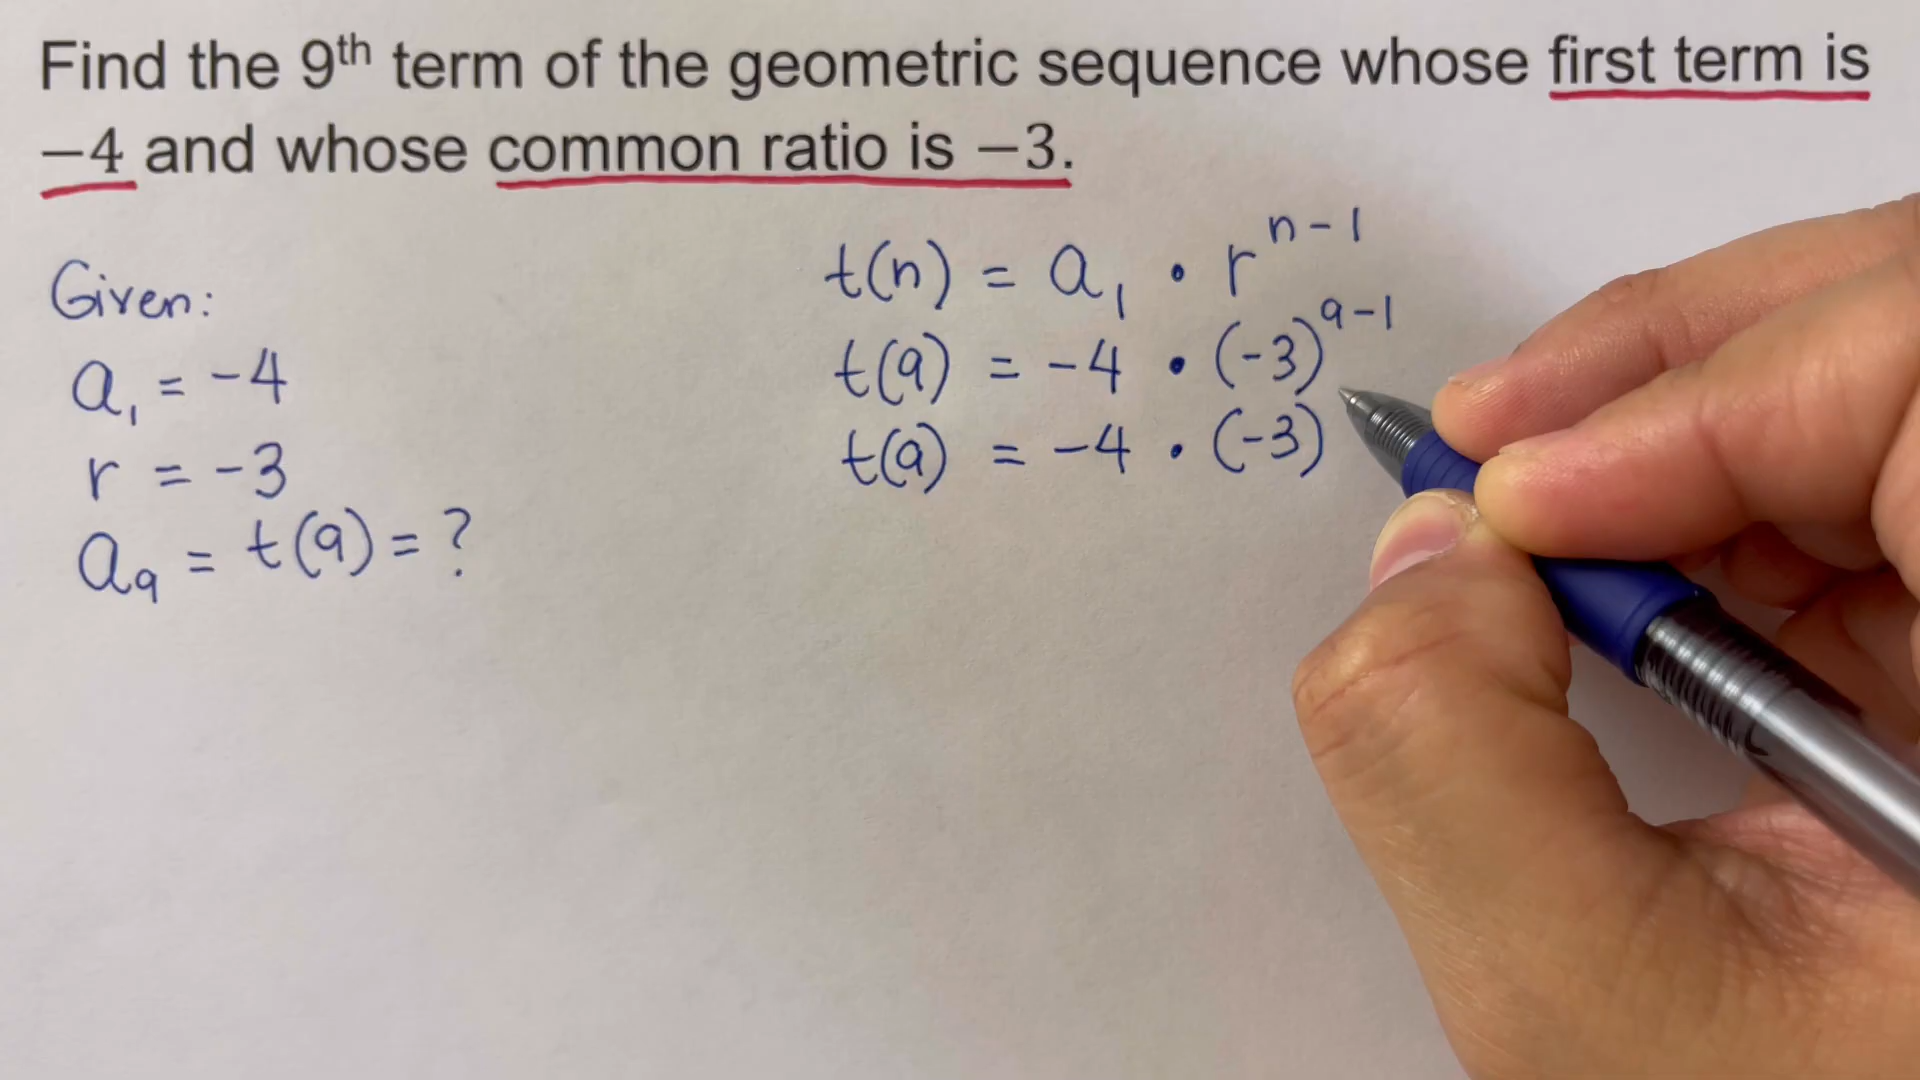 Find the 9th term of the geometric sequence whose first term is
−4 and whose common ratio is −3.
Given:
a₁ = -4
r = -3
a₉ = t(9) = ?
t(n) = a₁ · r^(n-1)
t(9) = -4 · (-3)^(9-1)
t(9) = -4 · (-3)